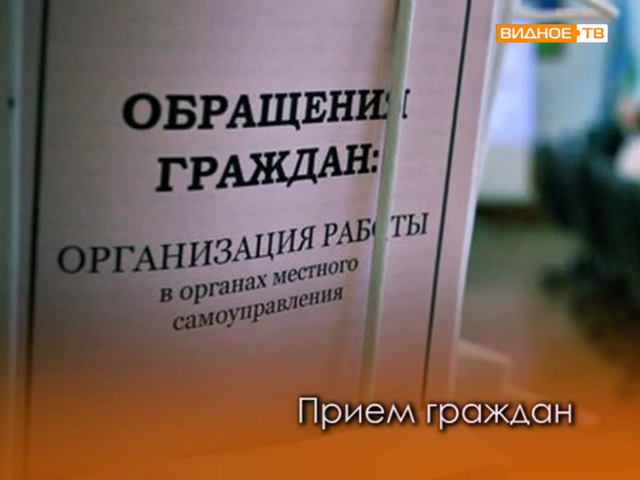 ВИДНОЕ ТВ
ОБРАЩЕНИЯ
ГРАЖДАН:
ОРГАНИЗАЦИЯ РАБОТЫ
в органах местного
самоуправления
Прием граждан